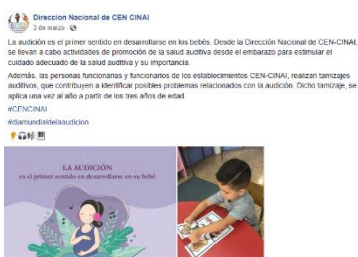 Direccion Nacional de CEN CINAI
3 de marzo
La audición es el primer sentido en desarrollarse en los bebés. Desde la Dirección Nacional de CEN-CINAI,
se llevan a cabo actividades de promoción de la salud auditiva desde el embarazo para estimular el
cuidado adecuado de la salud auditiva y su importancia.
Además, las personas funcionarias y funcionarios de los establecimientos CEN-CINAI, realizan tamizajes
auditivos, que contribuyen a identificar posibles problemas relacionados con la audición. Dicho tamizaje, se
aplica una vez al año a partir de los tres años de edad.
#CENCINAI
#diamundialdelaaudicion
LA AUDICIÓN
es el primer sentido en desarrollarse en su bebé